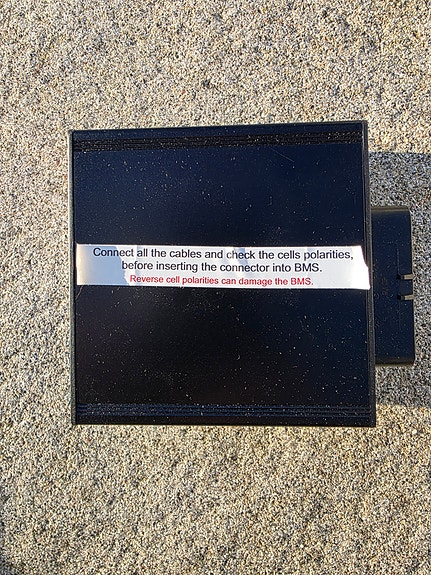 Connect all the cables and check the cells polarities,
before inserting the connector into BMS.
Reverse cell polarities can damage the BMS.